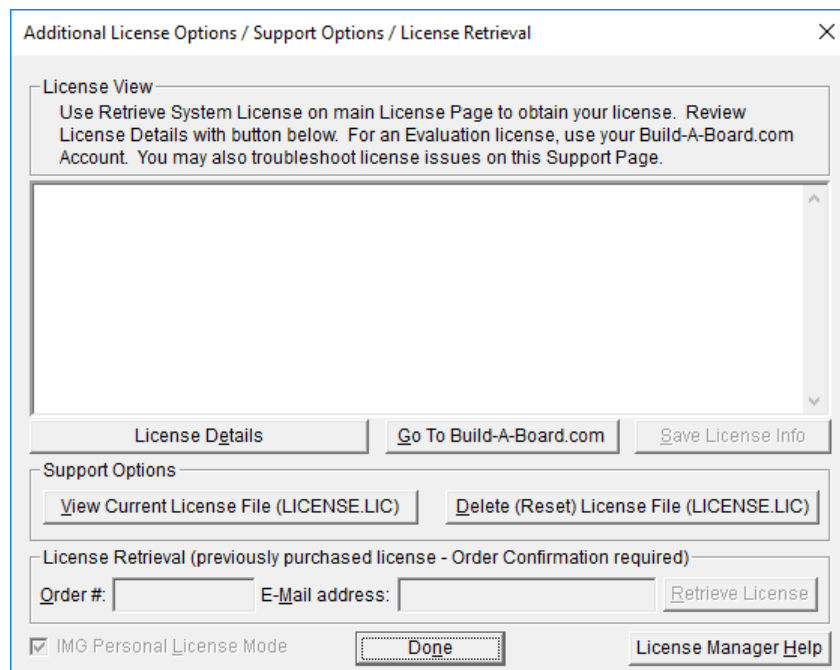 Additional License Options / Support Options / License Retrieval
License View
Use Retrieve System License on main License Page to obtain your license. Review
License Details with button below. For an Evaluation license, use your Build-A-Board.com
Account. You may also troubleshoot license issues on this Support Page.
License Details
Go To Build-A-Board.com
Save License Info
Support Options
View Current License File (LICENSE.LIC)
Delete (Reset) License File (LICENSE.LIC)
License Retrieval (previously purchased license - Order Confirmation required)
Order #:
E-Mail address:
Retrieve License
IMG Personal License Mode
Done
License Manager Help